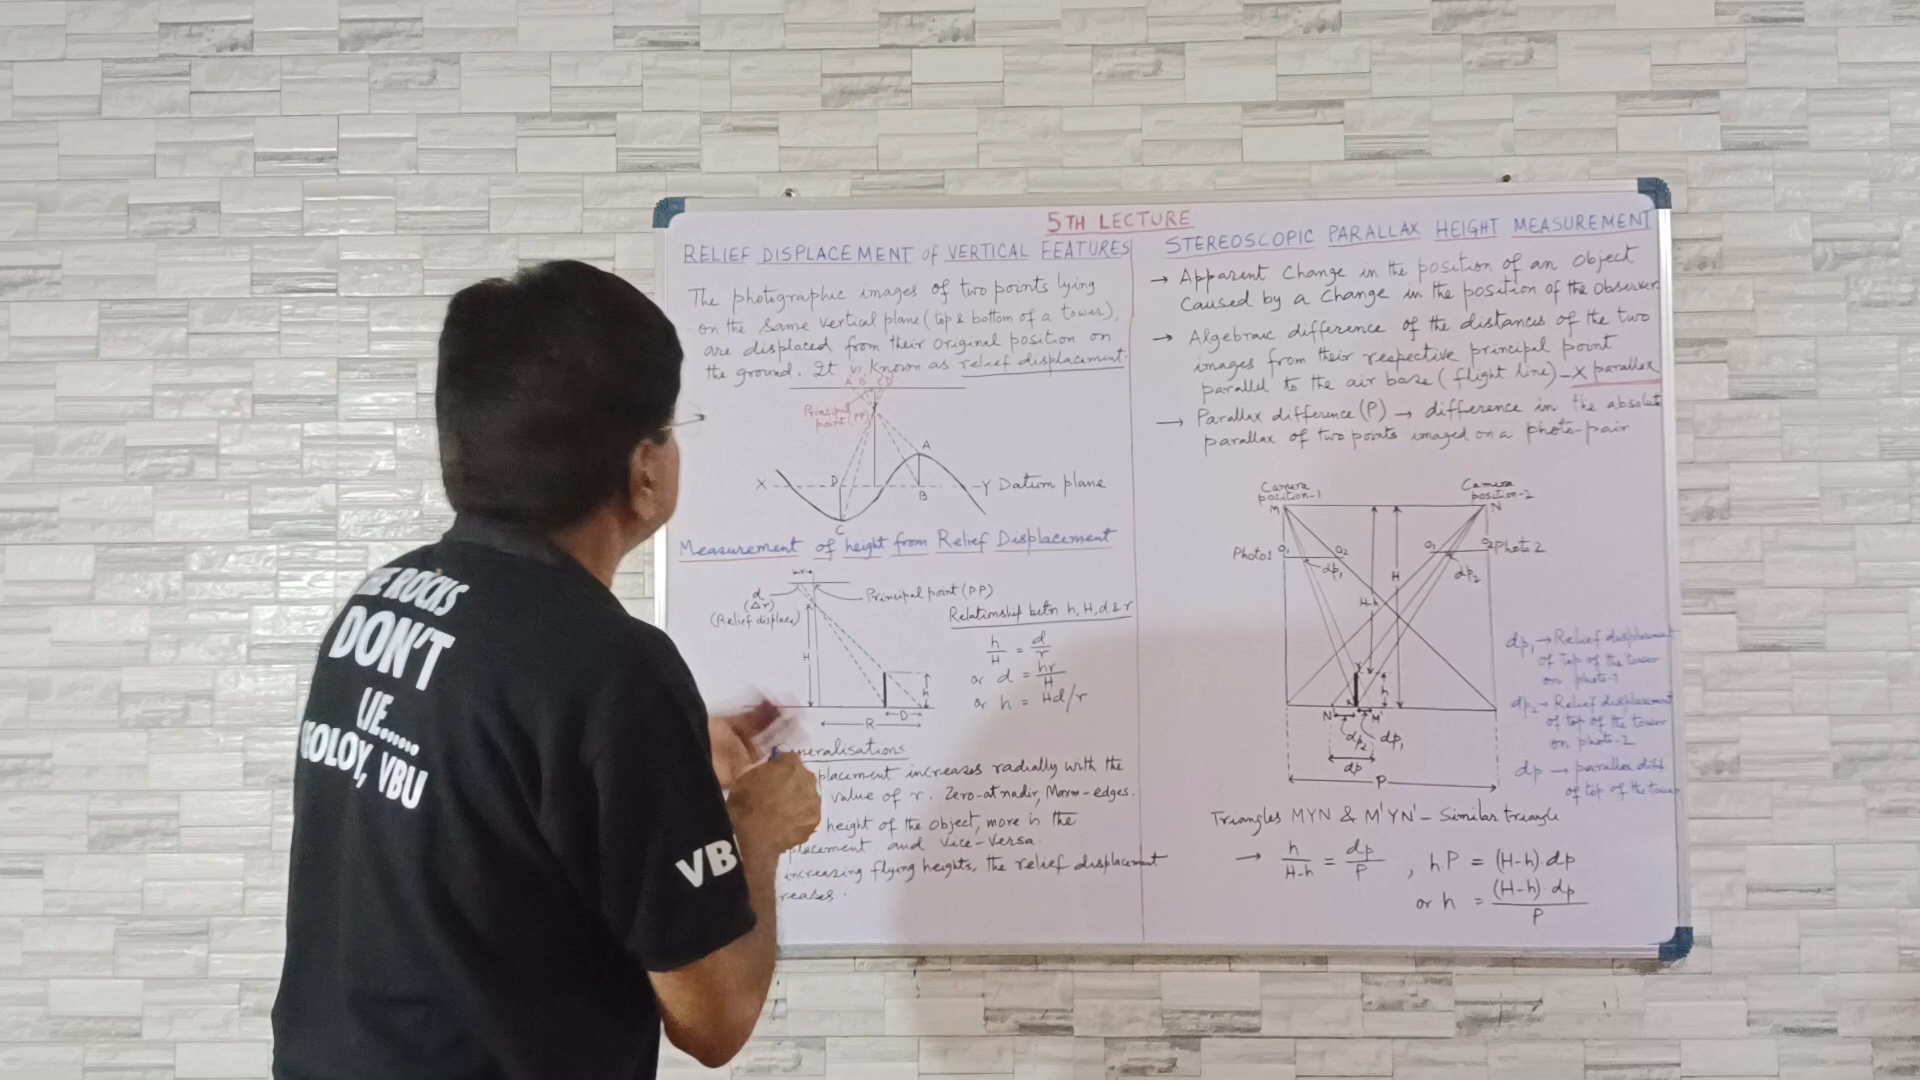 5TH LECTURE
RELIEF DISPLACEMENT of VERTICAL FEATURES
The photographic images of two points lying
on the same vertical plane (top & bottom of a tower),
are displaced from their original position on
the ground. It is known as relief displacement.
A' B' C' D'
Principal
point (PP)
A
X D B Y Datum plane
C
Measurement of height from Relief Displacement
r
d
(Δr)
(Relief displace)
Principal point (PP)
H
h
D
R
Relationship betn h, H, d & r
h/H = d/r
or d = hr/H
or h = Hd/r
eneralisations
placement increases radially with the
value of r. Zero-at nadir, Maxm-edges.
height of the object, more is the
placement and vice-versa.
increasing flying heights, the relief displacement
reases.
STEREOSCOPIC PARALLAX HEIGHT MEASUREMENT
→ Apparent change in the position of an object
caused by a change in the position of the observer.
→ Algebraic difference of the distances of the two
images from their respective principal point
parallel to the air base (flight line) - X parallax
→ Parallax difference (P) → difference in the absolute
parallax of two points imaged on a photo-pair
Camera
position-1
M
Camera
position-2
N
Photo1 O1 O2
O1 O2 Photo 2
dp1
dp2
H
H-h
Y
X
h
N' M'
dp2 dp1
dp
P
dp1 → Relief displacement
of top of the tower
on photo-1
dp2 → Relief displacement
of top of the tower
on photo-2
dp → parallax diff
of top of the tower
Triangles MYN & M'YN' - Similar triangle
→ h/H-h = dp/P , h.P = (H-h).dp
or h = (H-h).dp/P
HE ROCKS
DON'T
LIE......
VBU
VB